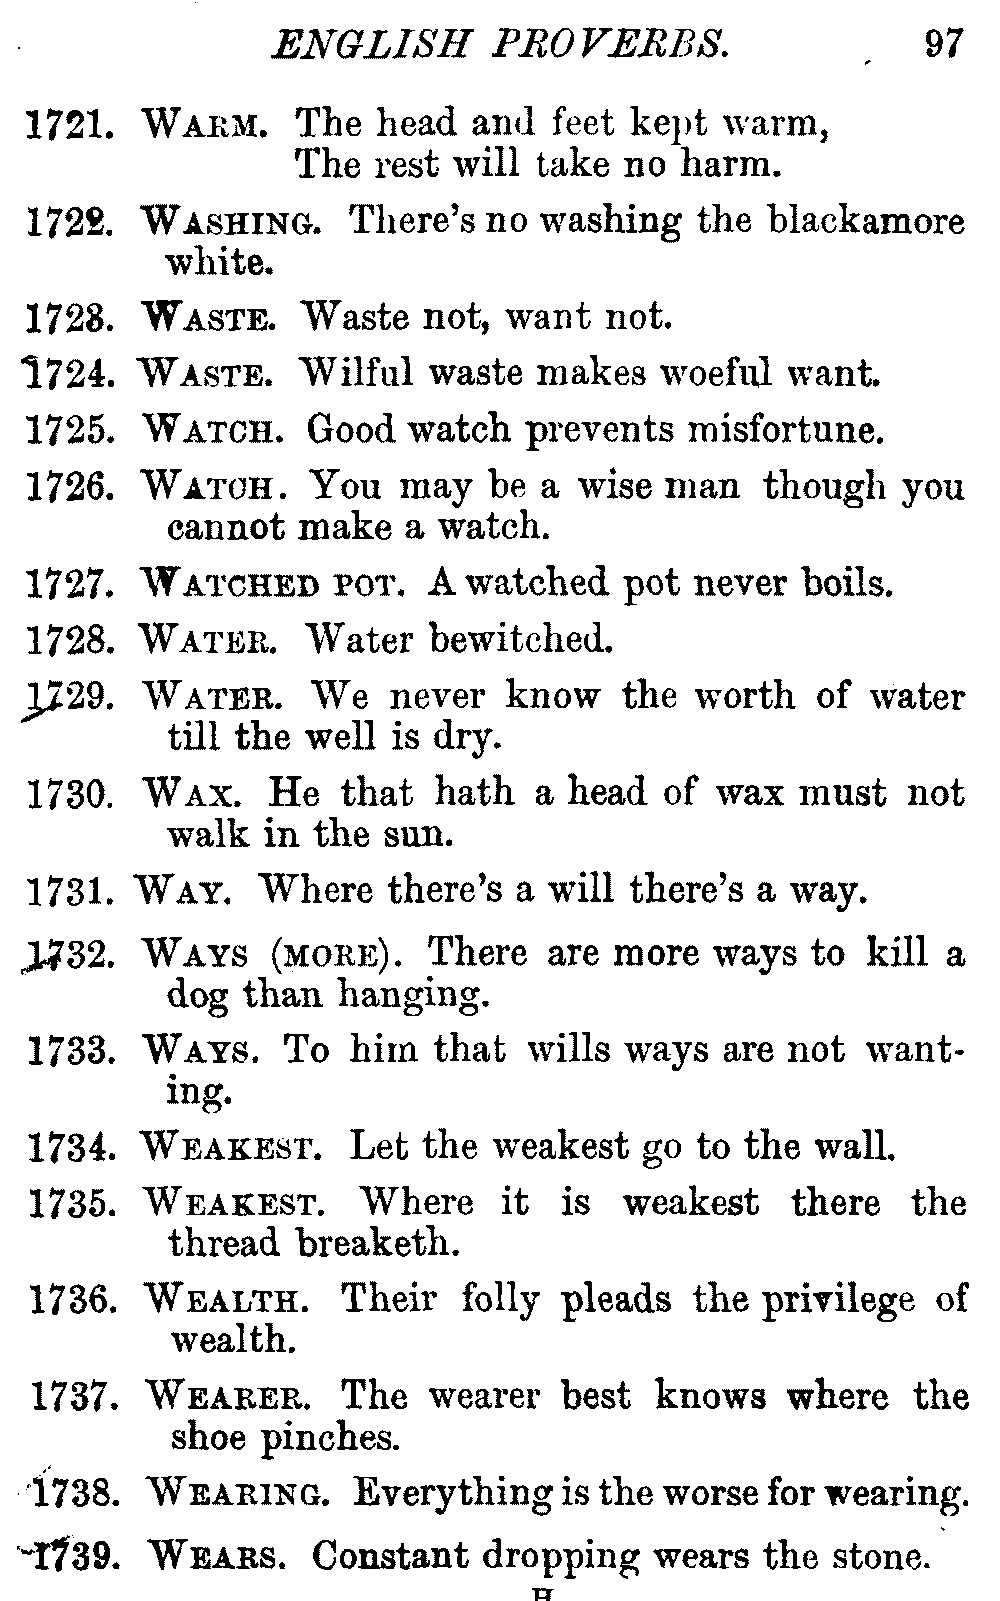 ENGLISH PROVERBS. 97
1721. WARM. The head and feet kept warm,
The rest will take no harm.
1722. WASHING. There's no washing the blackamore
white.
1723. WASTE. Waste not, want not.
1724. WASTE. Wilful waste makes woeful want.
1725. WATCH. Good watch prevents misfortune.
1726. WATCH. You may be a wise man though you
cannot make a watch.
1727. WATCHED POT. A watched pot never boils.
1728. WATER. Water bewitched.
1729. WATER. We never know the worth of water
till the well is dry.
1730. WAX. He that hath a head of wax must not
walk in the sun.
1731. WAY. Where there's a will there's a way.
1732. WAYS (MORE). There are more ways to kill a
dog than hanging.
1733. WAYS. To him that wills ways are not want-
ing.
1734. WEAKEST. Let the weakest go to the wall.
1735. WEAKEST. Where it is weakest there the
thread breaketh.
1736. WEALTH. Their folly pleads the privilege of
wealth.
1737. WEARER. The wearer best knows where the
shoe pinches.
1738. WEARING. Everything is the worse for wearing.
1739. WEARS. Constant dropping wears the stone.
H